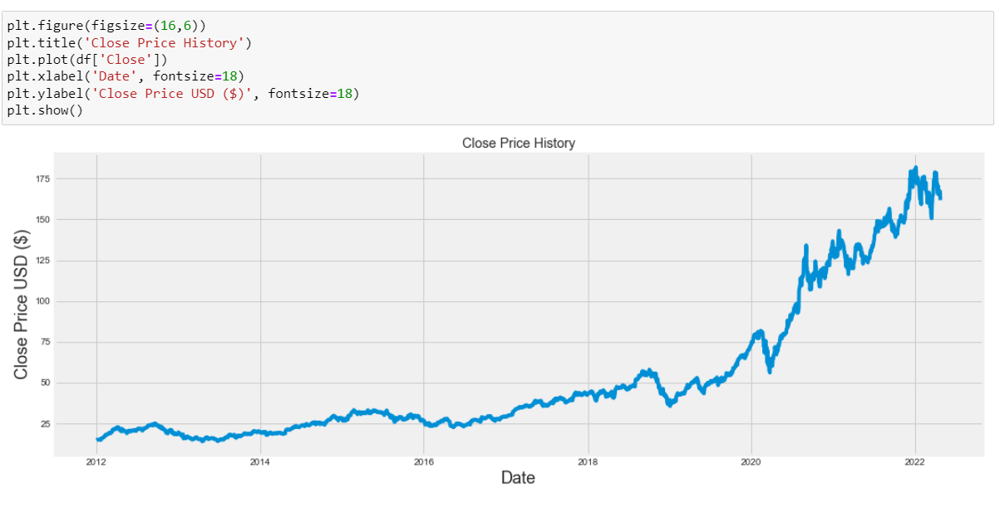 plt.figure(figsize=(16,6))
plt.title('Close Price History')
plt.plot(df['Close'])
plt.xlabel('Date', fontsize=18)
plt.ylabel('Close Price USD ($)', fontsize=18)
plt.show()
Close Price History
Close Price USD ($)
175
150
125
100
75
50
25
2012 2014 2016 2018 2020 2022
Date